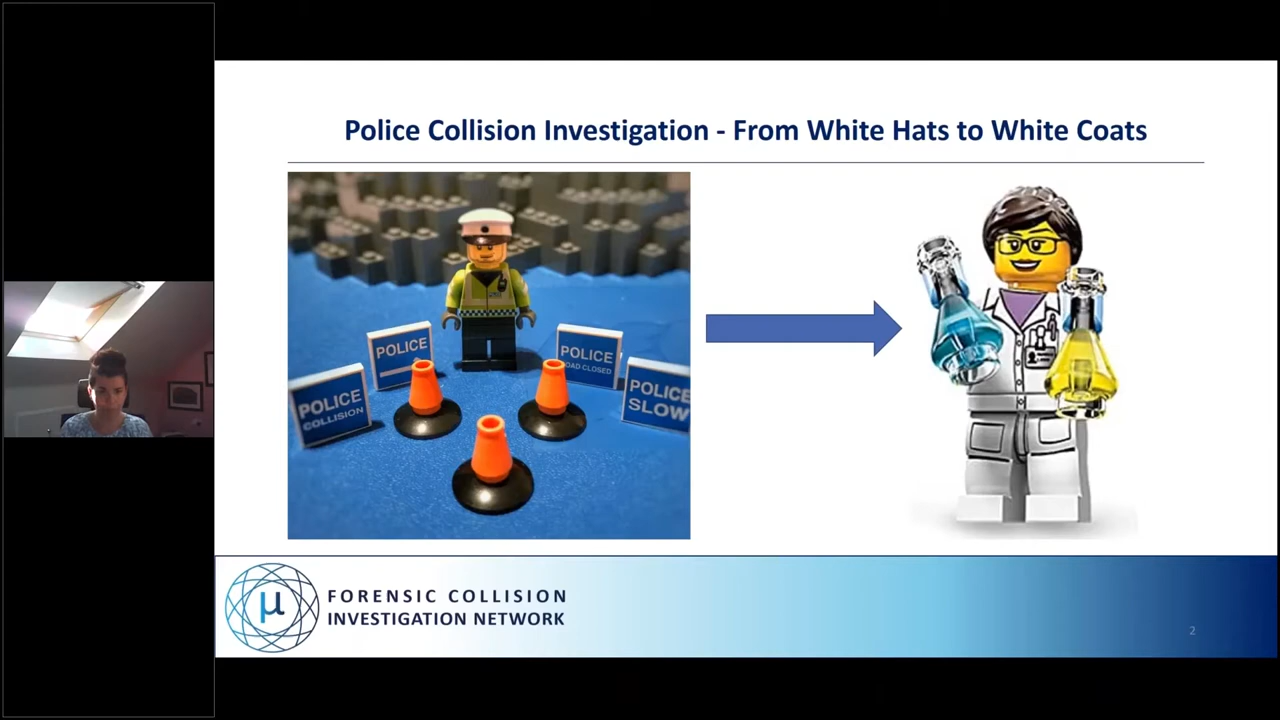 Police Collision Investigation - From White Hats to White Coats
POLICE
POLICE
OAD CLOSED
POLICE
COLLISION
POLICE
SLOW
μ
FORENSIC COLLISION
INVESTIGATION NETWORK
2